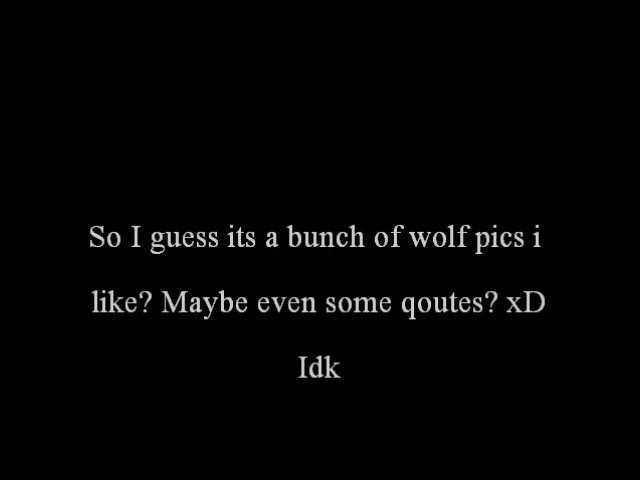 So I guess its a bunch of wolf pics i
like? Maybe even some qoutes? xD
Idk